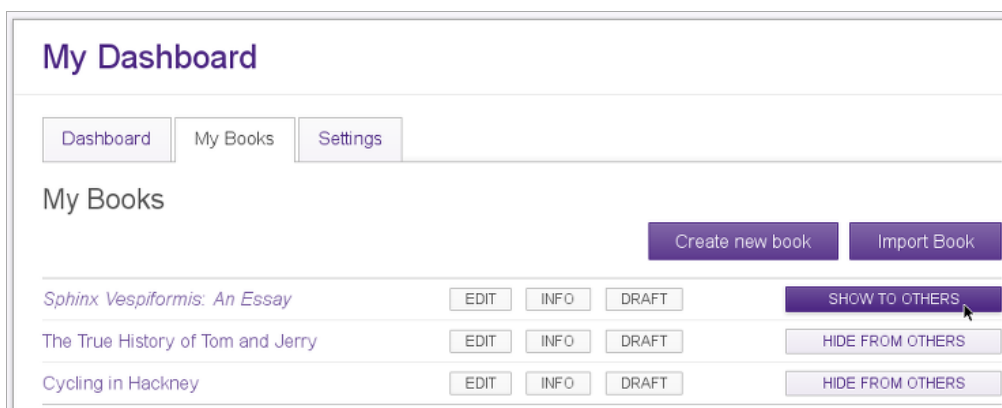 My Dashboard
Dashboard My Books Settings
My Books
Create new book Import Book
Sphinx Vespiformis: An Essay EDIT INFO DRAFT SHOW TO OTHERS
The True History of Tom and Jerry EDIT INFO DRAFT HIDE FROM OTHERS
Cycling in Hackney EDIT INFO DRAFT HIDE FROM OTHERS